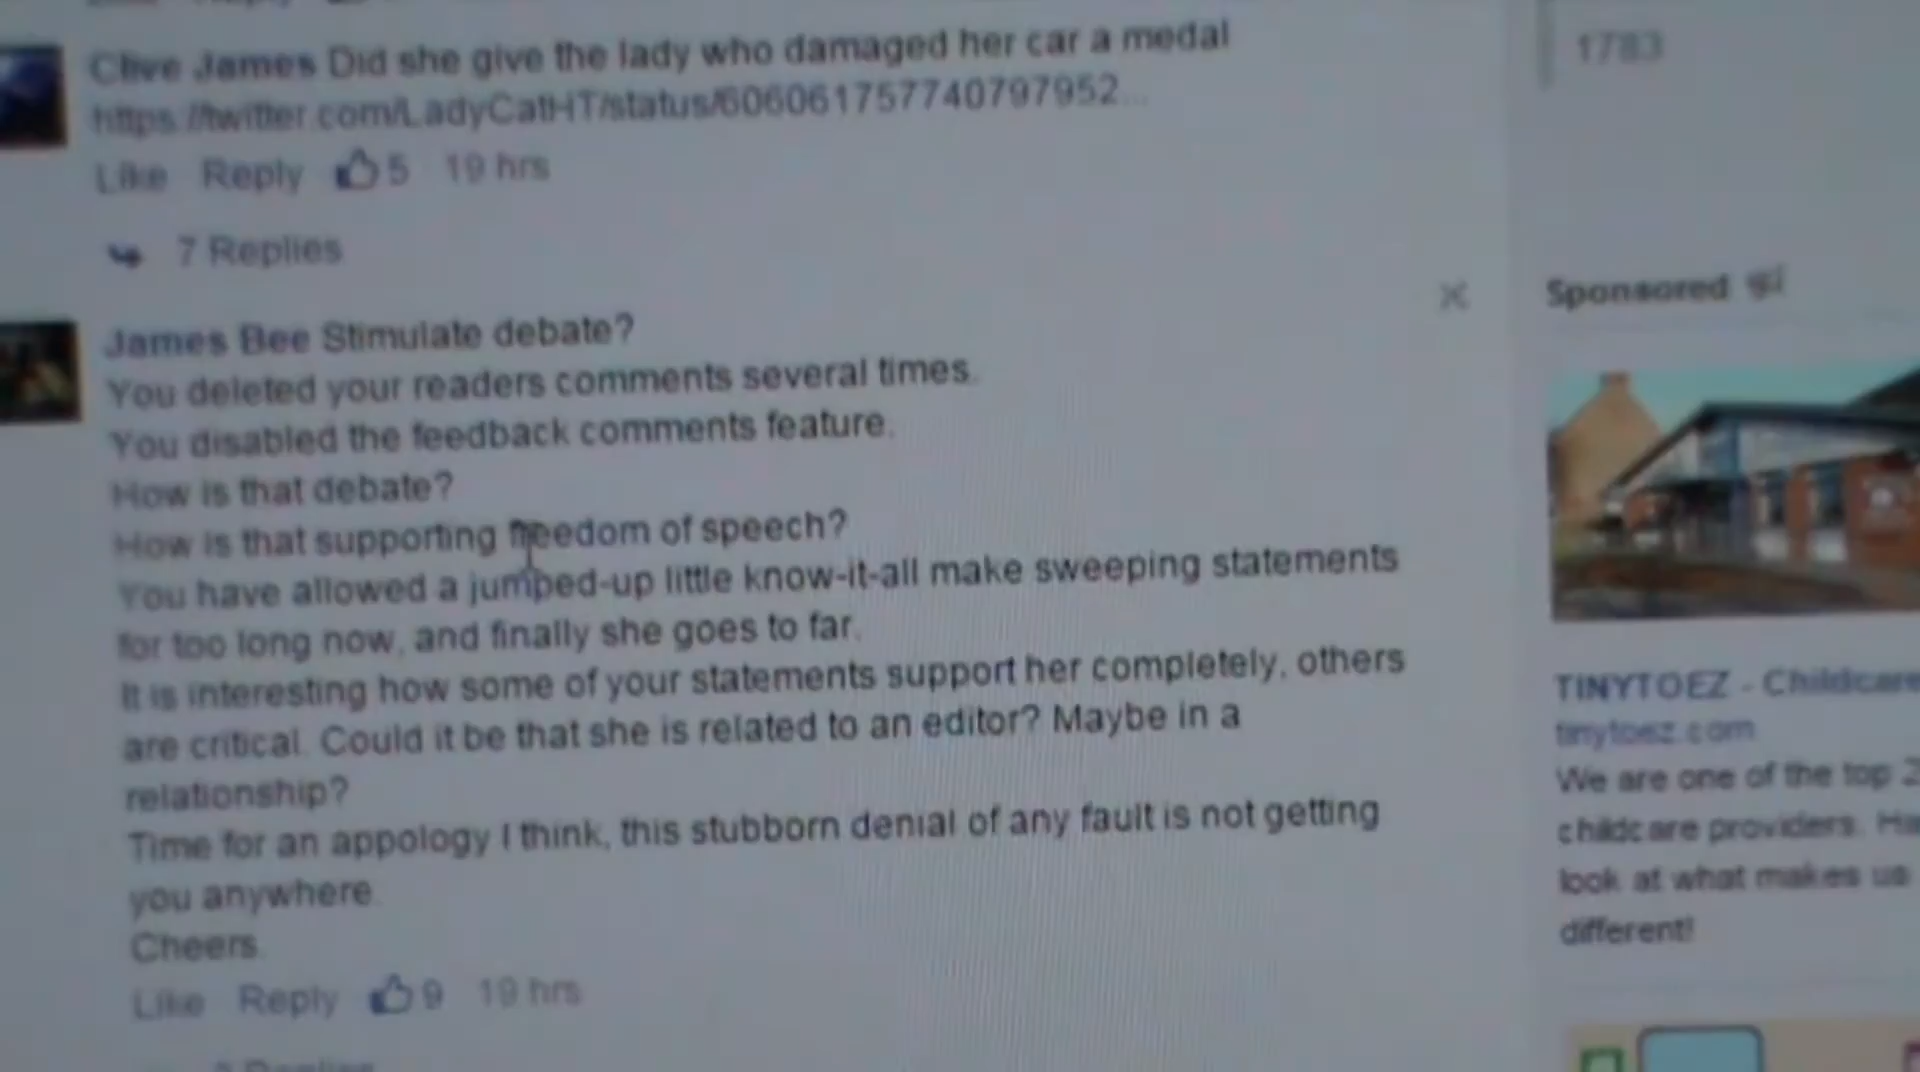 Clive James Did she give the lady who damaged her car a medal
https://twitter.com/LadyCatHT/status/606061757740797952...
Like Reply 5 19 hrs
7 Replies
James Bee Stimulate debate?
You deleted your readers comments several times.
You disabled the feedback comments feature.
How is that debate?
How is that supporting freedom of speech?
You have allowed a jumped-up little know-it-all make sweeping statements
for too long now, and finally she goes to far.
It is interesting how some of your statements support her completely, others
are critical. Could it be that she is related to an editor? Maybe in a
relationship?
Time for an appology I think, this stubborn denial of any fault is not getting
you anywhere.
Cheers.
Like Reply 9 19 hrs
Replies
1783
Sponsored
TINYTOEZ - Childcare
tinytoez.com
We are one of the top 2
childcare providers. Ha
look at what makes us
different!